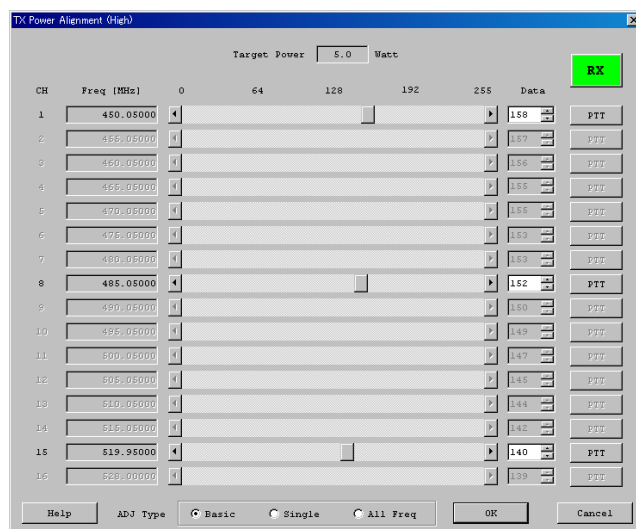 TX Power Alignment (High)
Target Power 5.0 Watt
RX
CH Freq [MHz] 0 64 128 192 255 Data
1 450.05000 158 PTT
2 455.05000 157 PTT
3 460.05000 156 PTT
4 465.05000 155 PTT
5 470.05000 155 PTT
6 475.05000 153 PTT
7 480.05000 153 PTT
8 485.05000 152 PTT
9 490.05000 150 PTT
10 495.05000 149 PTT
11 500.05000 147 PTT
12 505.05000 145 PTT
13 510.05000 144 PTT
14 515.05000 142 PTT
15 519.95000 140 PTT
16 528.00000 139 PTT
Help ADJ Type Basic Single All Freq OK Cancel